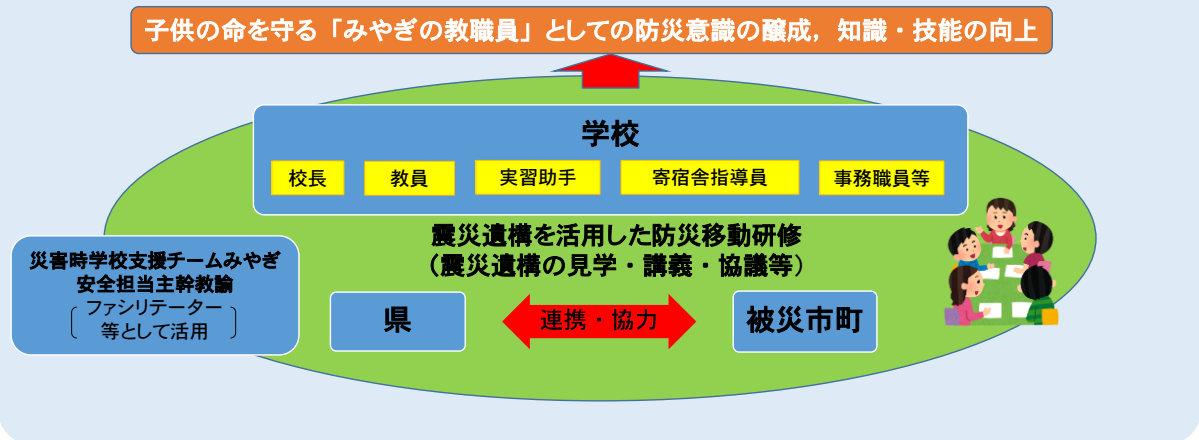 子供の命を守る「みやぎの教職員」としての防災意識の醸成，知識・技能の向上
学校
校長
教員
実習助手
寄宿舎指導員
事務職員等
震災遺構を活用した防災移動研修
（震災遺構の見学・講義・協議等）
災害時学校支援チームみやぎ
安全担当主幹教諭
ファシリテーター
等として活用
県
連携・協力
被災市町